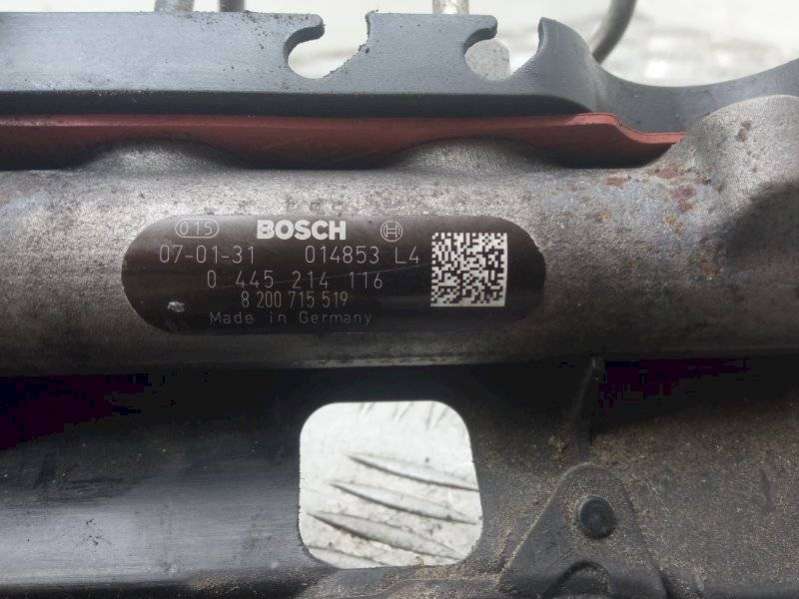 015 BOSCH
07-01-31 014853 L4
0 445 214 116
8 200 715 519
Made in Germany